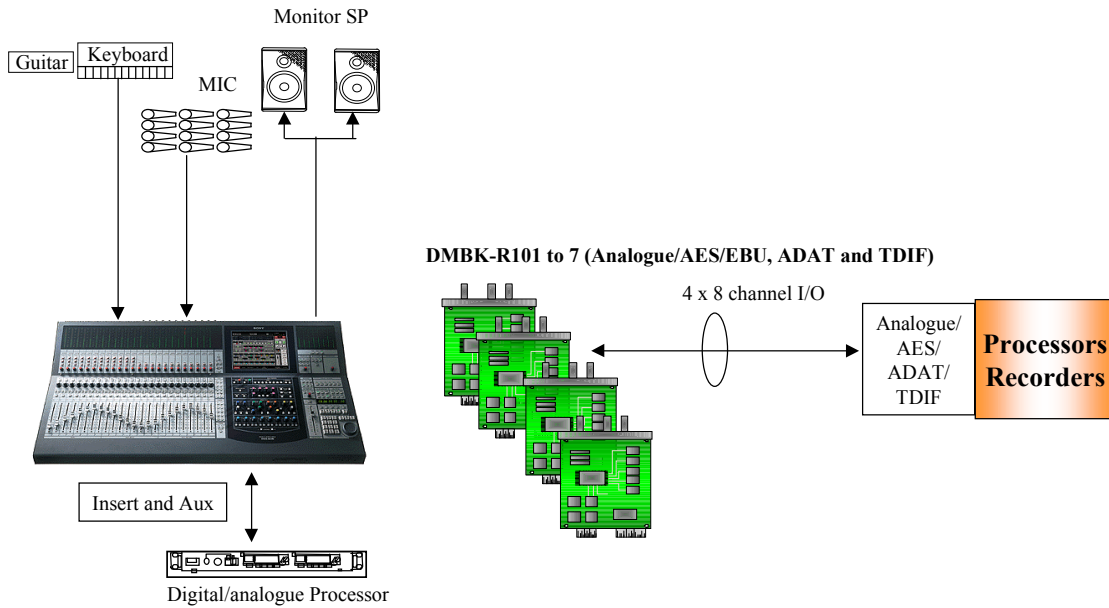 Monitor SP
Guitar
Keyboard
MIC
DMBK-R101 to 7 (Analogue/AES/EBU, ADAT and TDIF)
4 x 8 channel I/O
Analogue/
AES/
ADAT/
TDIF
Processors
Recorders
Insert and Aux
Digital/analogue Processor